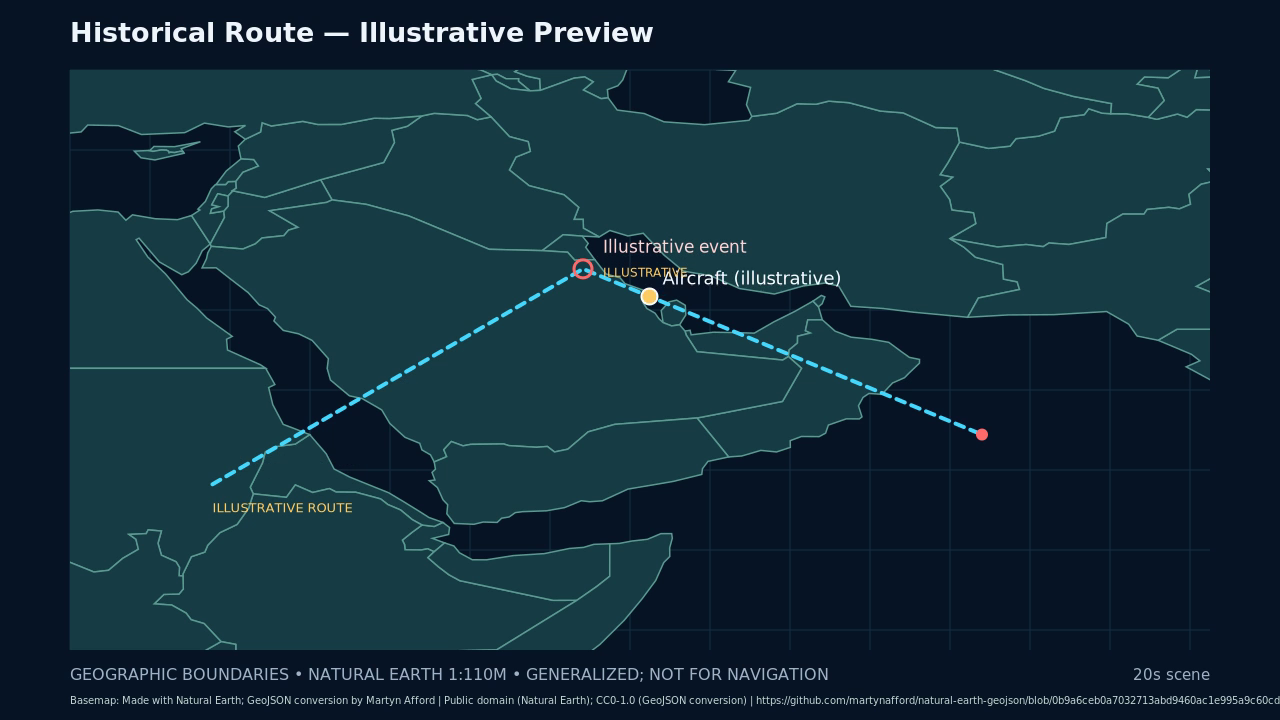 Historical Route — Illustrative Preview
Illustrative event
ILLUSTRATIVE
Aircraft (illustrative)
ILLUSTRATIVE ROUTE
GEOGRAPHIC BOUNDARIES • NATURAL EARTH 1:110M • GENERALIZED; NOT FOR NAVIGATION
20s scene
Basemap: Made with Natural Earth; GeoJSON conversion by Martyn Afford | Public domain (Natural Earth); CC0-1.0 (GeoJSON conversion) | https://github.com/martynafford/natural-earth-geojson/blob/0b9a6ceb0a7032713abd9460ac1e995a9c60cd